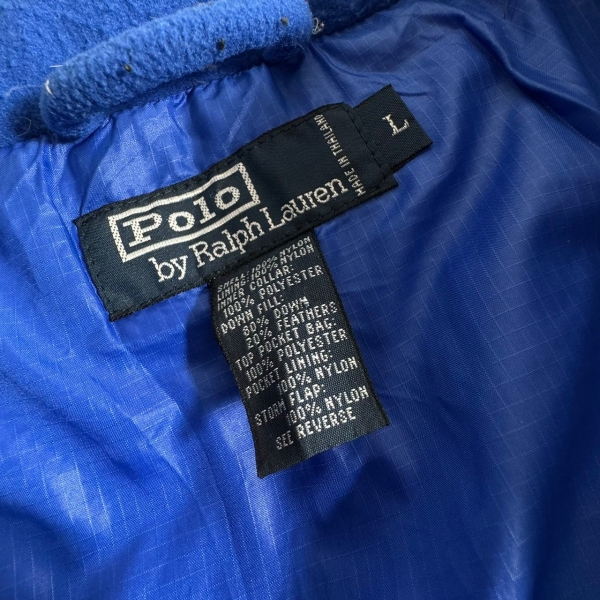 Polo
by Ralph Lauren
MADE IN THAILAND
L
SHELL:100% NYLON
LINING:100% NYLON
INNER COLLAR:
100% POLYESTER
DOWN FILL:
80% DOWN
20% FEATHERS
TOP POCKET BAG:
100% POLYESTER
POCKET LINING:
100% NYLON
STORM FLAP:
100% NYLON
SEE REVERSE